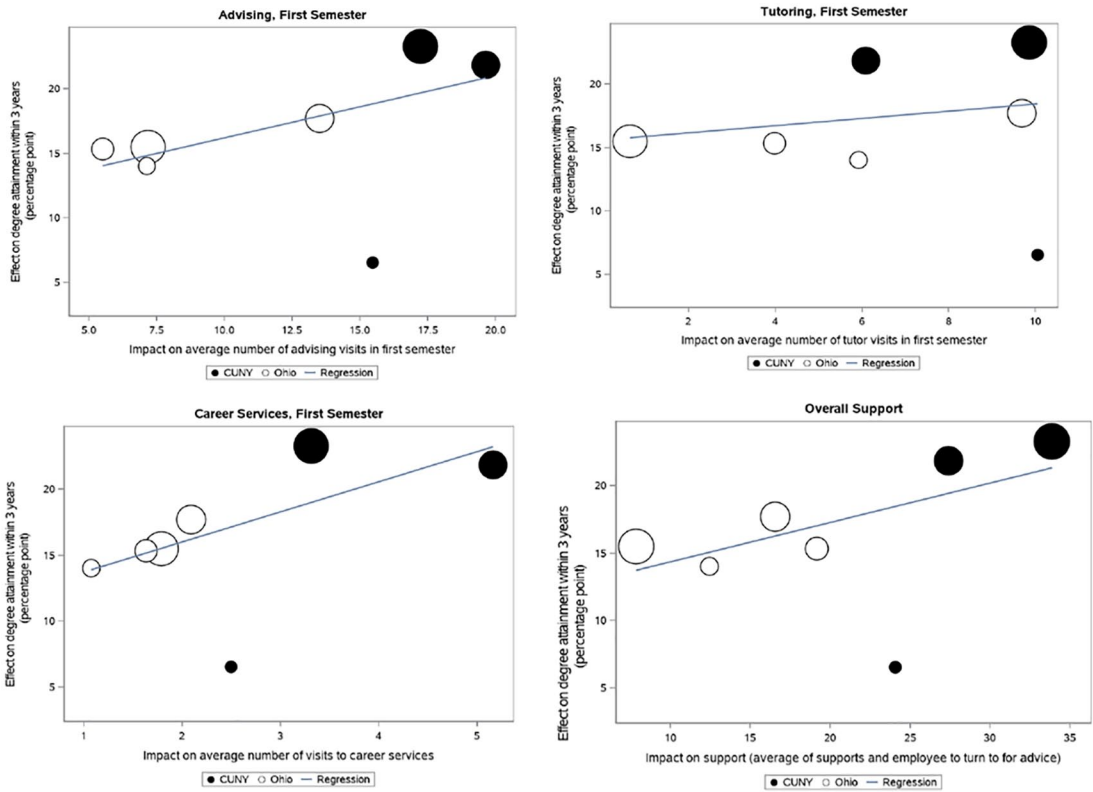 Advising, First Semester
Effect on degree attainment within 3 years
(percentage point)
20
15
10
5
5.0 7.5 10.0 12.5 15.0 17.5 20.0
Impact on average number of advising visits in first semester
CUNY Ohio Regression
Tutoring, First Semester
Effect on degree attainment within 3 years
(percentage point)
20
15
10
5
2 4 6 8 10
Impact on average number of tutor visits in first semester
CUNY Ohio Regression
Career Services, First Semester
Effect on degree attainment within 3 years
(percentage point)
20
15
10
5
1 2 3 4 5
Impact on average number of visits to career services
CUNY Ohio Regression
Overall Support
Effect on degree attainment within 3 years
(percentage point)
20
15
10
5
10 15 20 25 30 35
Impact on support (average of supports and employee to turn to for advice)
CUNY Ohio Regression